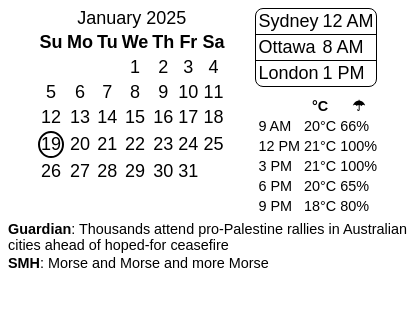 January 2025
Su Mo Tu We Th Fr Sa
1 2 3 4
5 6 7 8 9 10 11
12 13 14 15 16 17 18
19 20 21 22 23 24 25
26 27 28 29 30 31
Sydney 12 AM
Ottawa 8 AM
London 1 PM
°C ☂
9 AM 20°C 66%
12 PM 21°C 100%
3 PM 21°C 100%
6 PM 20°C 65%
9 PM 18°C 80%
Guardian: Thousands attend pro-Palestine rallies in Australian
cities ahead of hoped-for ceasefire
SMH: Morse and Morse and more Morse